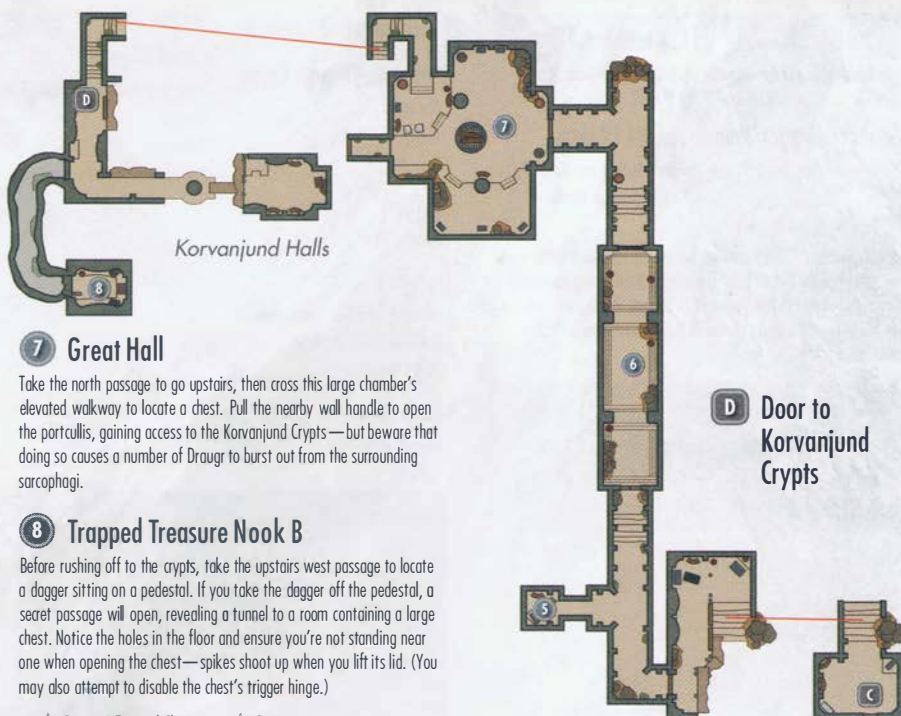 D
7
Korvanjund Halls
8
6
5
C
7 Great Hall
Take the north passage to go upstairs, then cross this large chamber's
elevated walkway to locate a chest. Pull the nearby wall handle to open
the portcullis, gaining access to the Korvanjund Crypts—but beware that
doing so causes a number of Draugr to burst out from the surrounding
sarcophagi.
8 Trapped Treasure Nook B
Before rushing off to the crypts, take the upstairs west passage to locate
a dagger sitting on a pedestal. If you take the dagger off the pedestal, a
secret passage will open, revealing a tunnel to a room containing a large
chest. Notice the holes in the floor and ensure you're not standing near
one when opening the chest—spikes shoot up when you lift its lid. (You
may also attempt to disable the chest's trigger hinge.)
D Door to
Korvanjund
Crypts